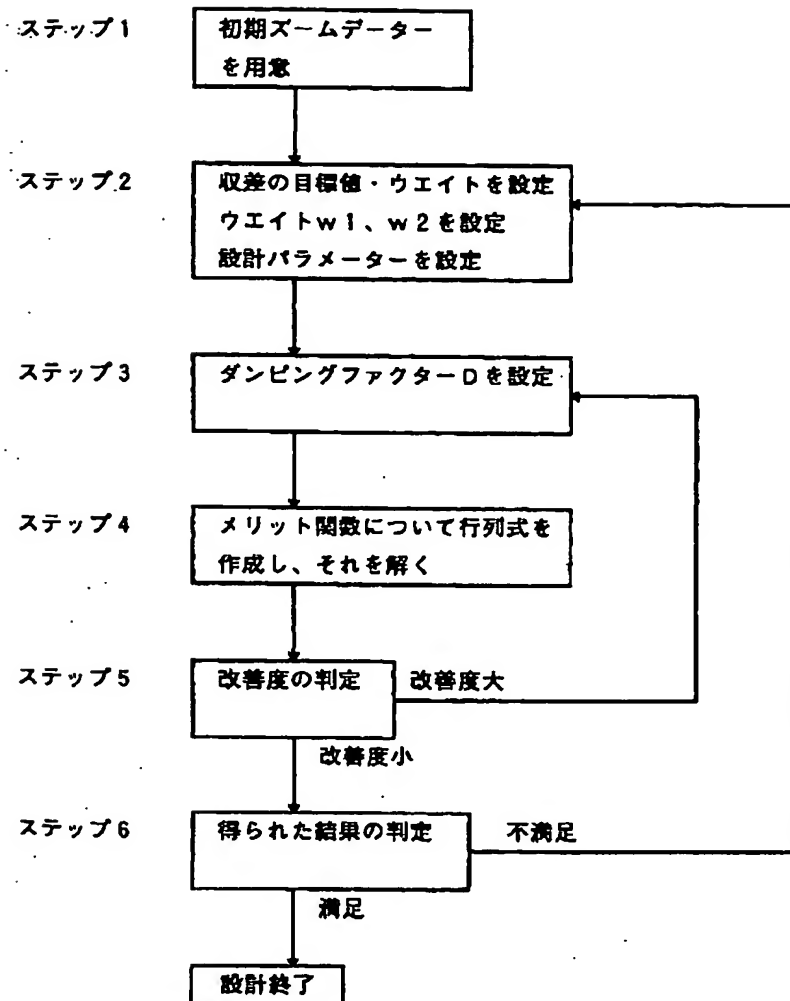 ステップ1
初期ズームデーター
を用意
ステップ2
収差の目標値・ウエイトを設定
ウエイトw1、w2を設定
設計パラメーターを設定
ステップ3
ダンピングファクターDを設定
ステップ4
メリット関数について行列式を
作成し、それを解く
ステップ5
改善度の判定
改善度大
改善度小
ステップ6
得られた結果の判定
不満足
満足
設計終了